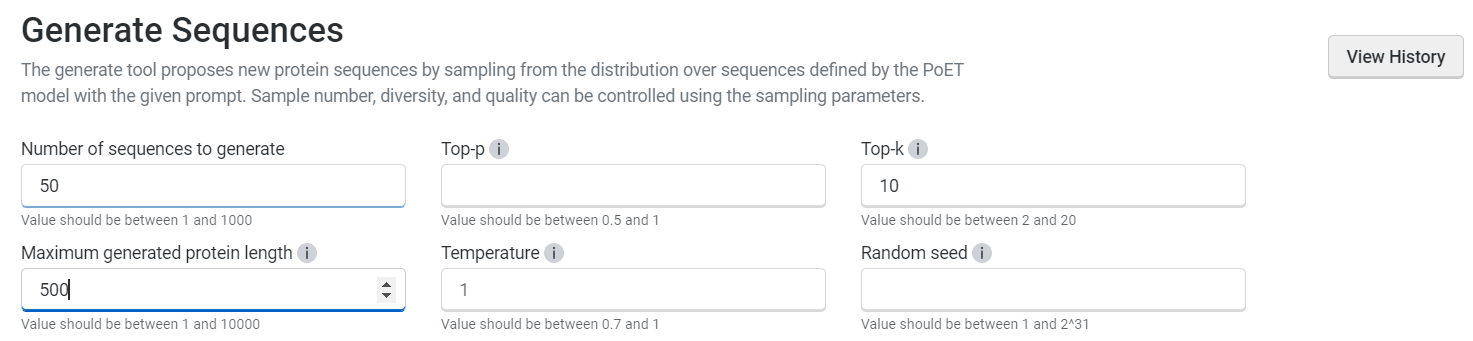 Generate Sequences
View History
The generate tool proposes new protein sequences by sampling from the distribution over sequences defined by the PoET
model with the given prompt. Sample number, diversity, and quality can be controlled using the sampling parameters.
Number of sequences to generate
50
Value should be between 1 and 1000
Top-p i
Value should be between 0.5 and 1
Top-k i
10
Value should be between 2 and 20
Maximum generated protein length i
500
Value should be between 1 and 10000
Temperature i
1
Value should be between 0.7 and 1
Random seed i
Value should be between 1 and 2^31